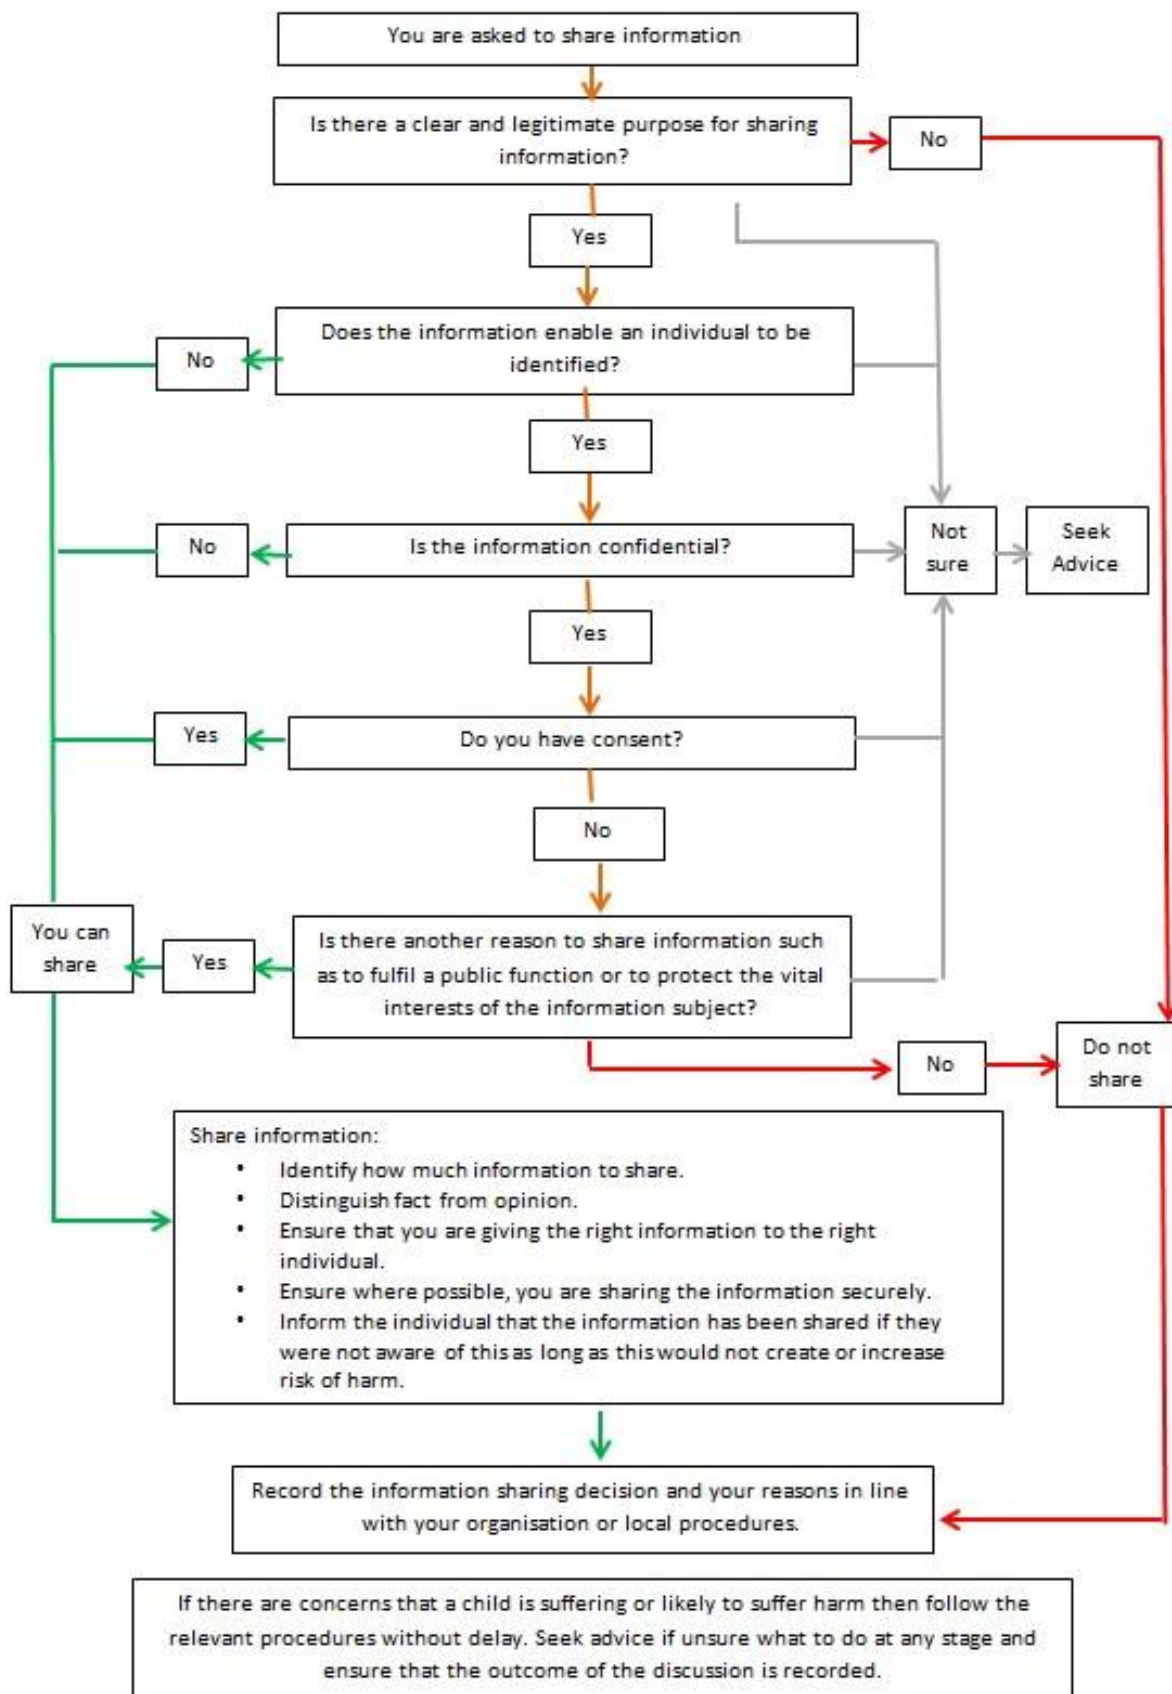 You are asked to share information
Is there a clear and legitimate purpose for sharing
information?
No
Yes
Does the information enable an individual to be
identified?
No
Yes
Is the information confidential?
No
Not
sure
Seek
Advice
Yes
Do you have consent?
Yes
No
Is there another reason to share information such
as to fulfil a public function or to protect the vital
interests of the information subject?
Yes
You can
share
No
Do not
share
Share information:
• Identify how much information to share.
• Distinguish fact from opinion.
• Ensure that you are giving the right information to the right
individual.
• Ensure where possible, you are sharing the information securely.
• Inform the individual that the information has been shared if they
were not aware of this as long as this would not create or increase
risk of harm.
Record the information sharing decision and your reasons in line
with your organisation or local procedures.
If there are concerns that a child is suffering or likely to suffer harm then follow the
relevant procedures without delay. Seek advice if unsure what to do at any stage and
ensure that the outcome of the discussion is recorded.